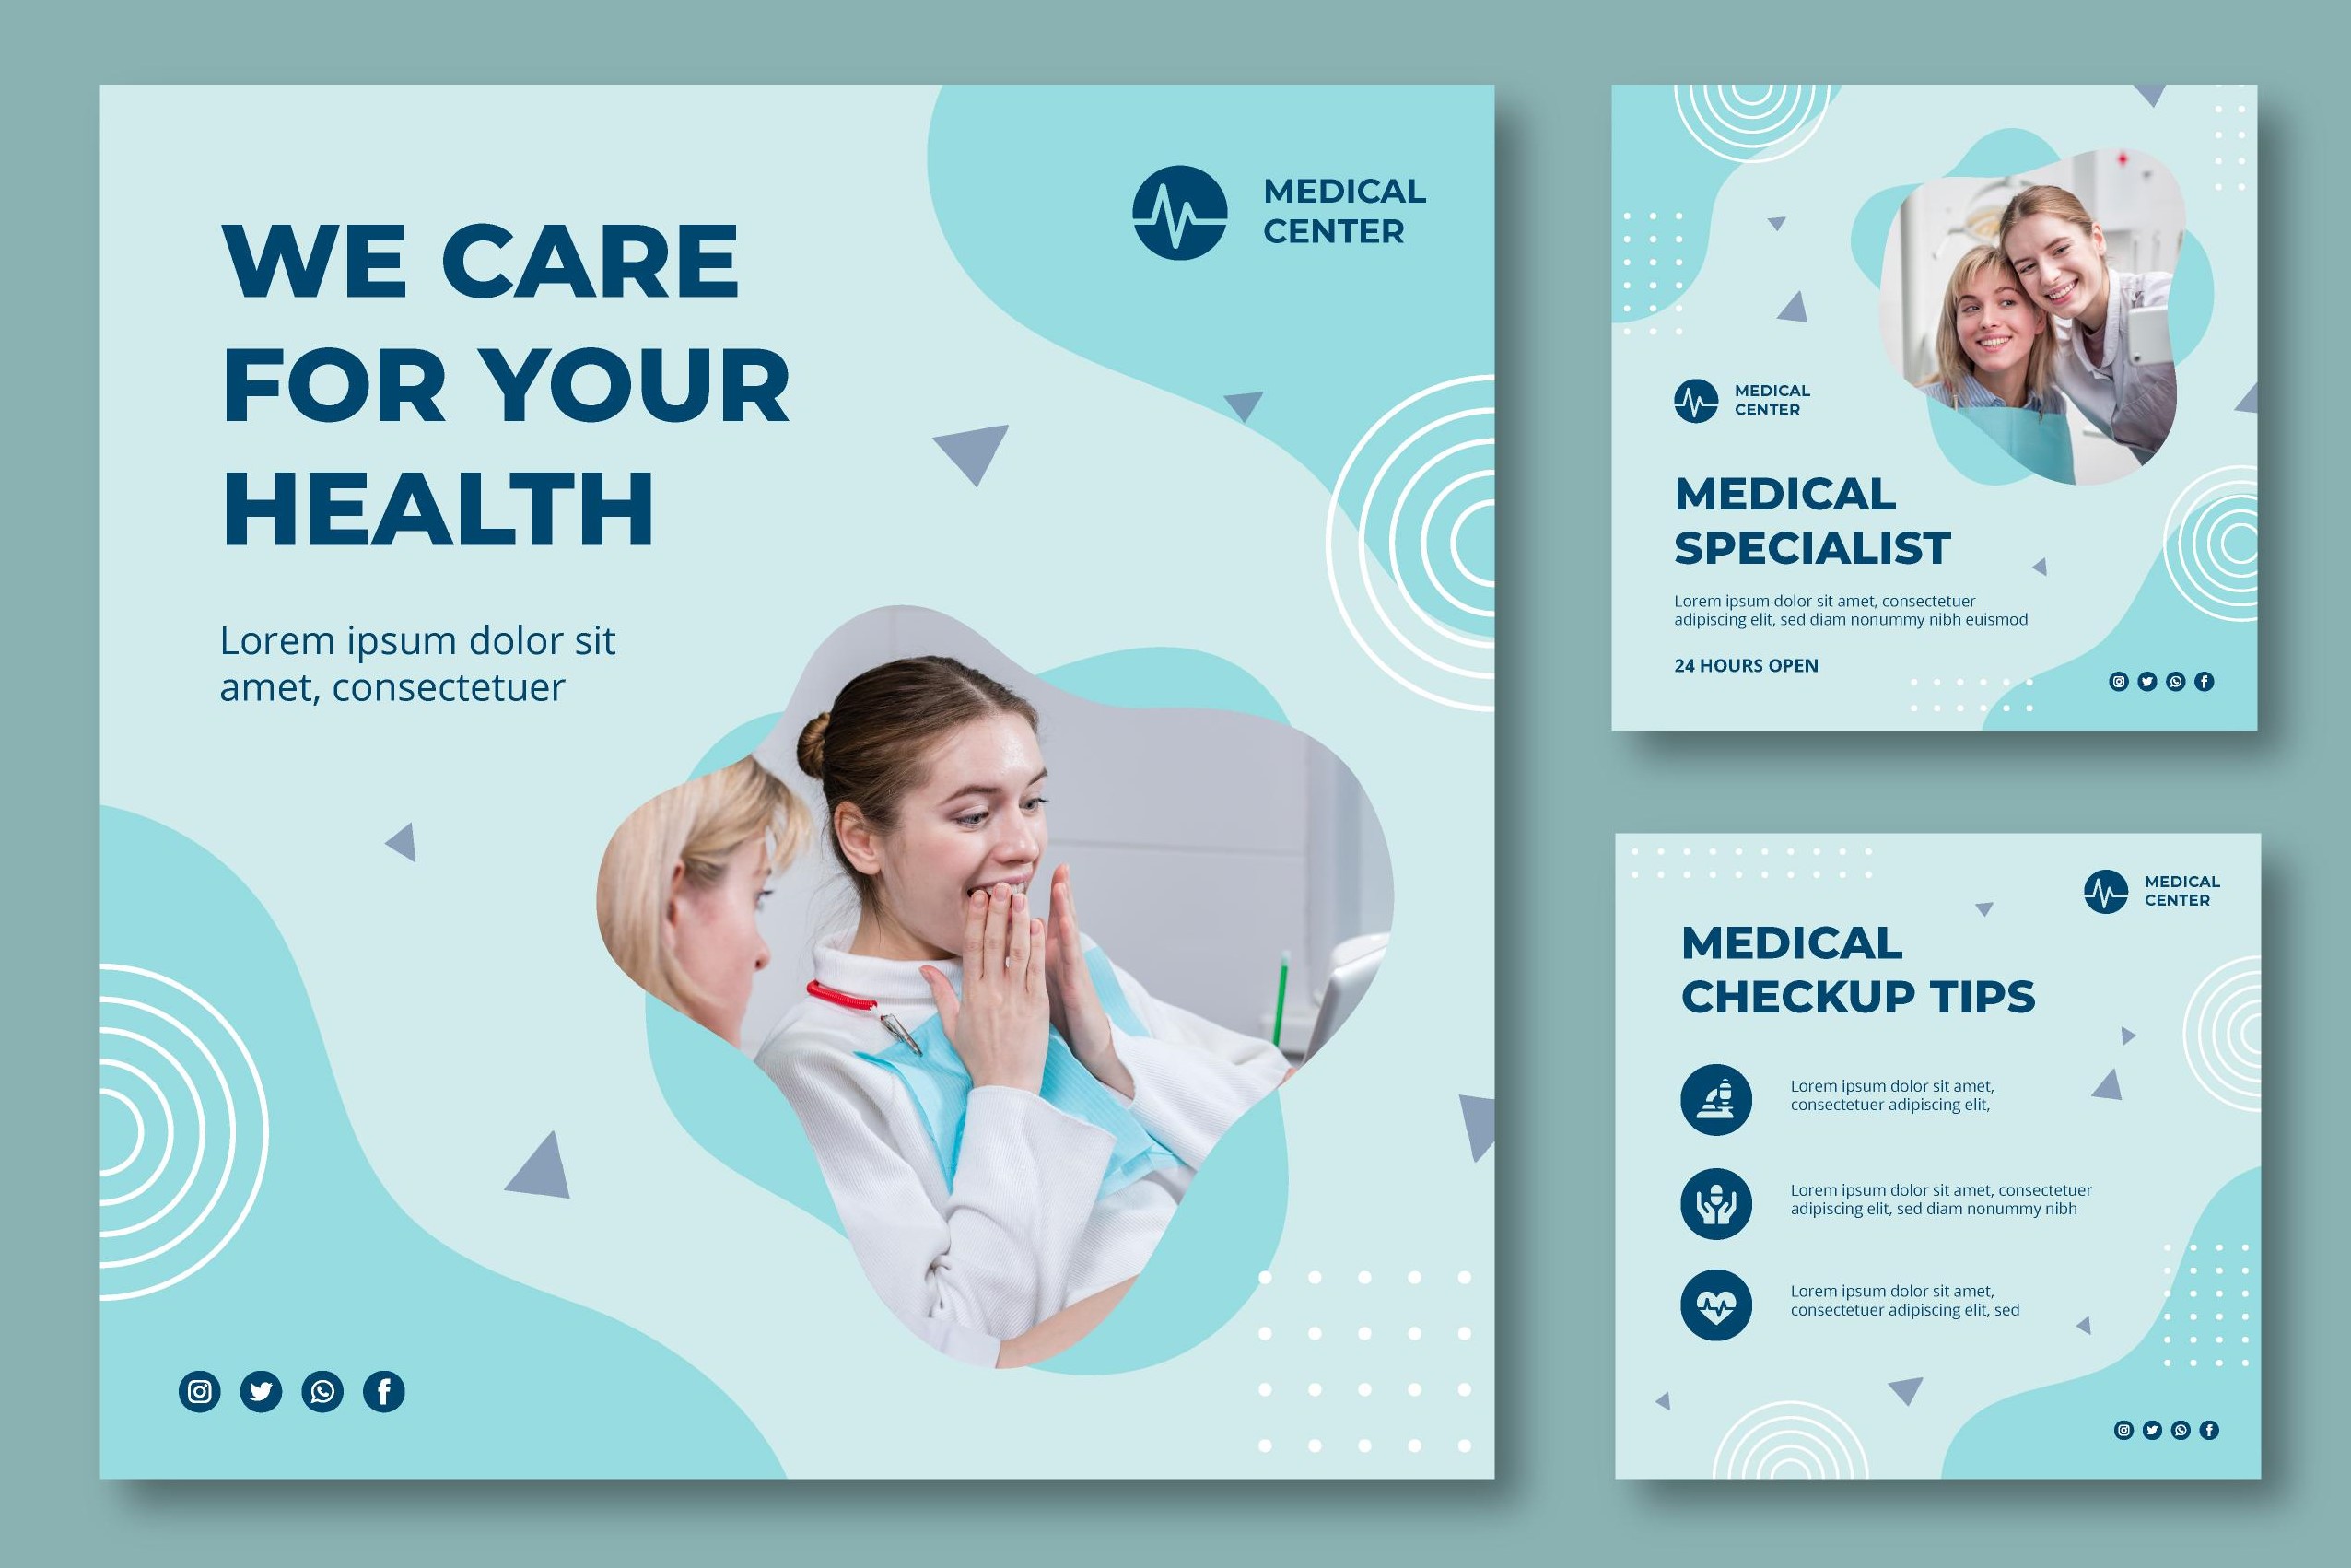 WE CARE
FOR YOUR
HEALTH
Lorem ipsum dolor sit
amet, consectetuer
MEDICAL
CENTER
MEDICAL
CENTER
MEDICAL
SPECIALIST
Lorem ipsum dolor sit amet, consectetuer
adipiscing elit, sed diam nonummy nibh euismod
24 HOURS OPEN
MEDICAL
CENTER
MEDICAL
CHECKUP TIPS
Lorem ipsum dolor sit amet,
consectetuer adipiscing elit,
Lorem ipsum dolor sit amet, consectetuer
adipiscing elit, sed diam nonummy nibh
Lorem ipsum dolor sit amet,
consectetuer adipiscing elit, sed